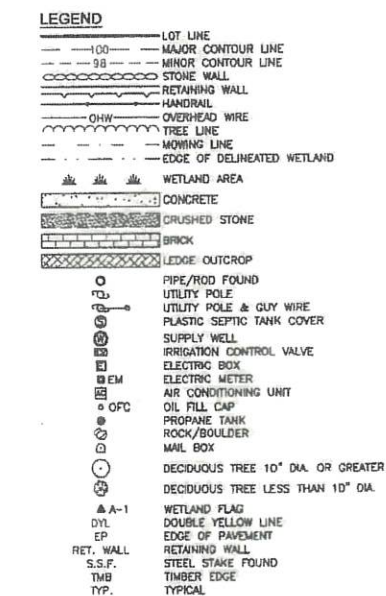 LEGEND
LOT LINE
100 MAJOR CONTOUR LINE
98 MINOR CONTOUR LINE
STONE WALL
RETAINING WALL
HANDRAIL
OHW OVERHEAD WIRE
TREE LINE
MOWING LINE
EDGE OF DELINEATED WETLAND
WETLAND AREA
CONCRETE
CRUSHED STONE
BRICK
LEDGE OUTCROP
PIPE/ROD FOUND
UTILITY POLE
UTILITY POLE & GUY WIRE
S PLASTIC SEPTIC TANK COVER
W SUPPLY WELL
IRRIGATION CONTROL VALVE
E ELECTRIC BOX
EM ELECTRIC METER
AC AIR CONDITIONING UNIT
OFC OIL FILL CAP
PROPANE TANK
ROCK/BOULDER
MAIL BOX
DECIDUOUS TREE 10" DIA. OR GREATER
DECIDUOUS TREE LESS THAN 10" DIA.
A-1 WETLAND FLAG
DYL DOUBLE YELLOW LINE
EP EDGE OF PAVEMENT
RET. WALL RETAINING WALL
S.S.F. STEEL STAKE FOUND
TMB TIMBER EDGE
TYP. TYPICAL